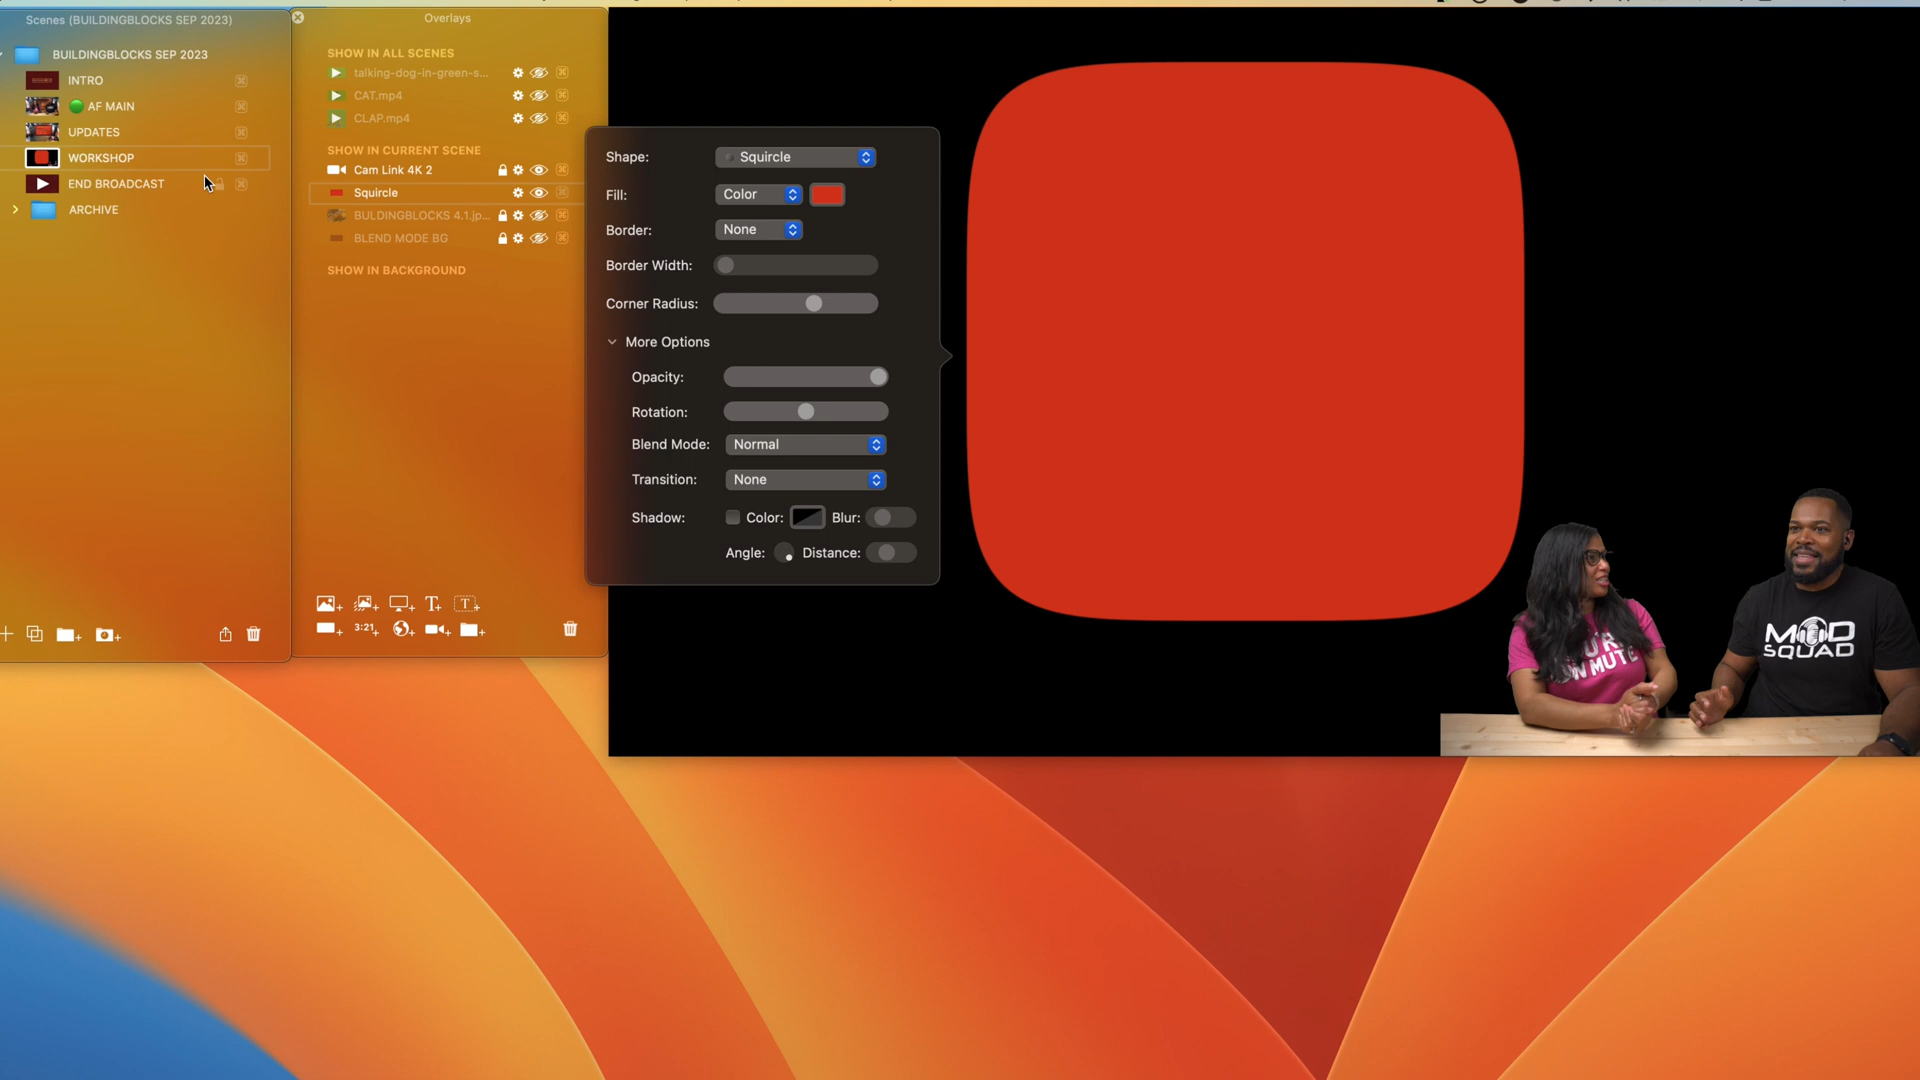 Scenes (BUILDINGBLOCKS SEP 2023)
BUILDINGBLOCKS SEP 2023
INTRO
AF MAIN
UPDATES
WORKSHOP
END BROADCAST
ARCHIVE
Overlays
SHOW IN ALL SCENES
talking-dog-in-green-s...
CAT.mp4
CLAP.mp4
SHOW IN CURRENT SCENE
Cam Link 4K 2
Squircle
BULDINGBLOCKS 4.1.jp...
BLEND MODE BG
SHOW IN BACKGROUND
3:21+
Shape: Squircle
Fill: Color
Border: None
Border Width:
Corner Radius:
More Options
Opacity:
Rotation:
Blend Mode: Normal
Transition: None
Shadow: Color: Blur:
Angle: Distance:
MOD
SQUAD
MUTE